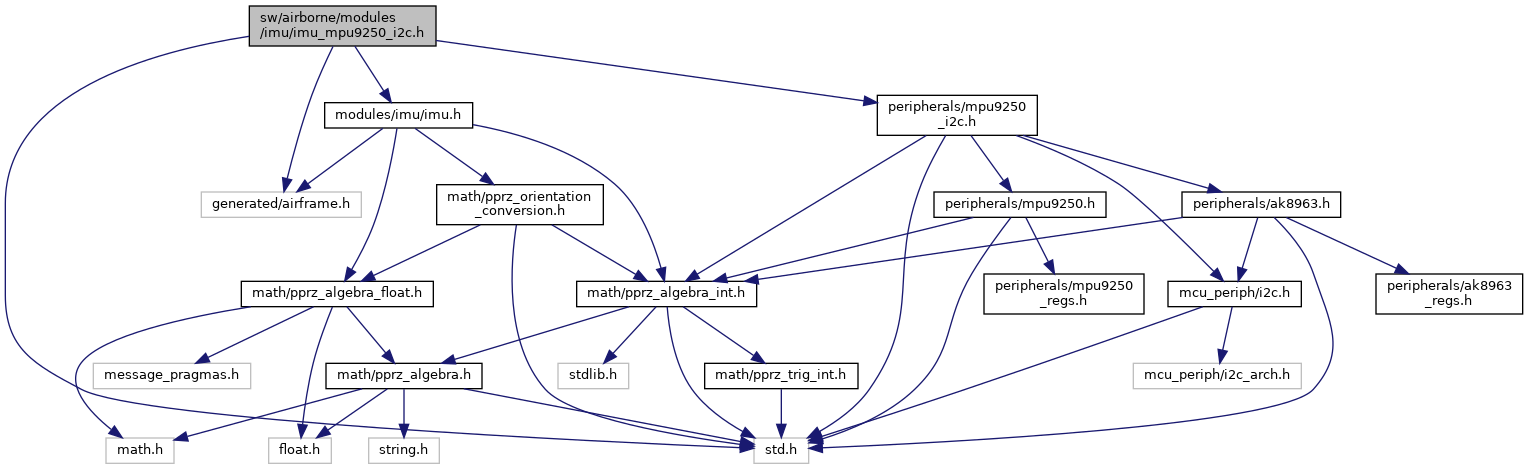 sw/airborne/modules
/imu/imu_mpu9250_i2c.h
peripherals/mpu9250
_i2c.h
modules/imu/imu.h
generated/airframe.h
math/pprz_orientation
_conversion.h
peripherals/mpu9250.h
peripherals/ak8963.h
math/pprz_algebra_float.h
math/pprz_algebra_int.h
peripherals/mpu9250
_regs.h
mcu_periph/i2c.h
peripherals/ak8963
_regs.h
message_pragmas.h
math/pprz_algebra.h
stdlib.h
math/pprz_trig_int.h
mcu_periph/i2c_arch.h
math.h
float.h
string.h
std.h